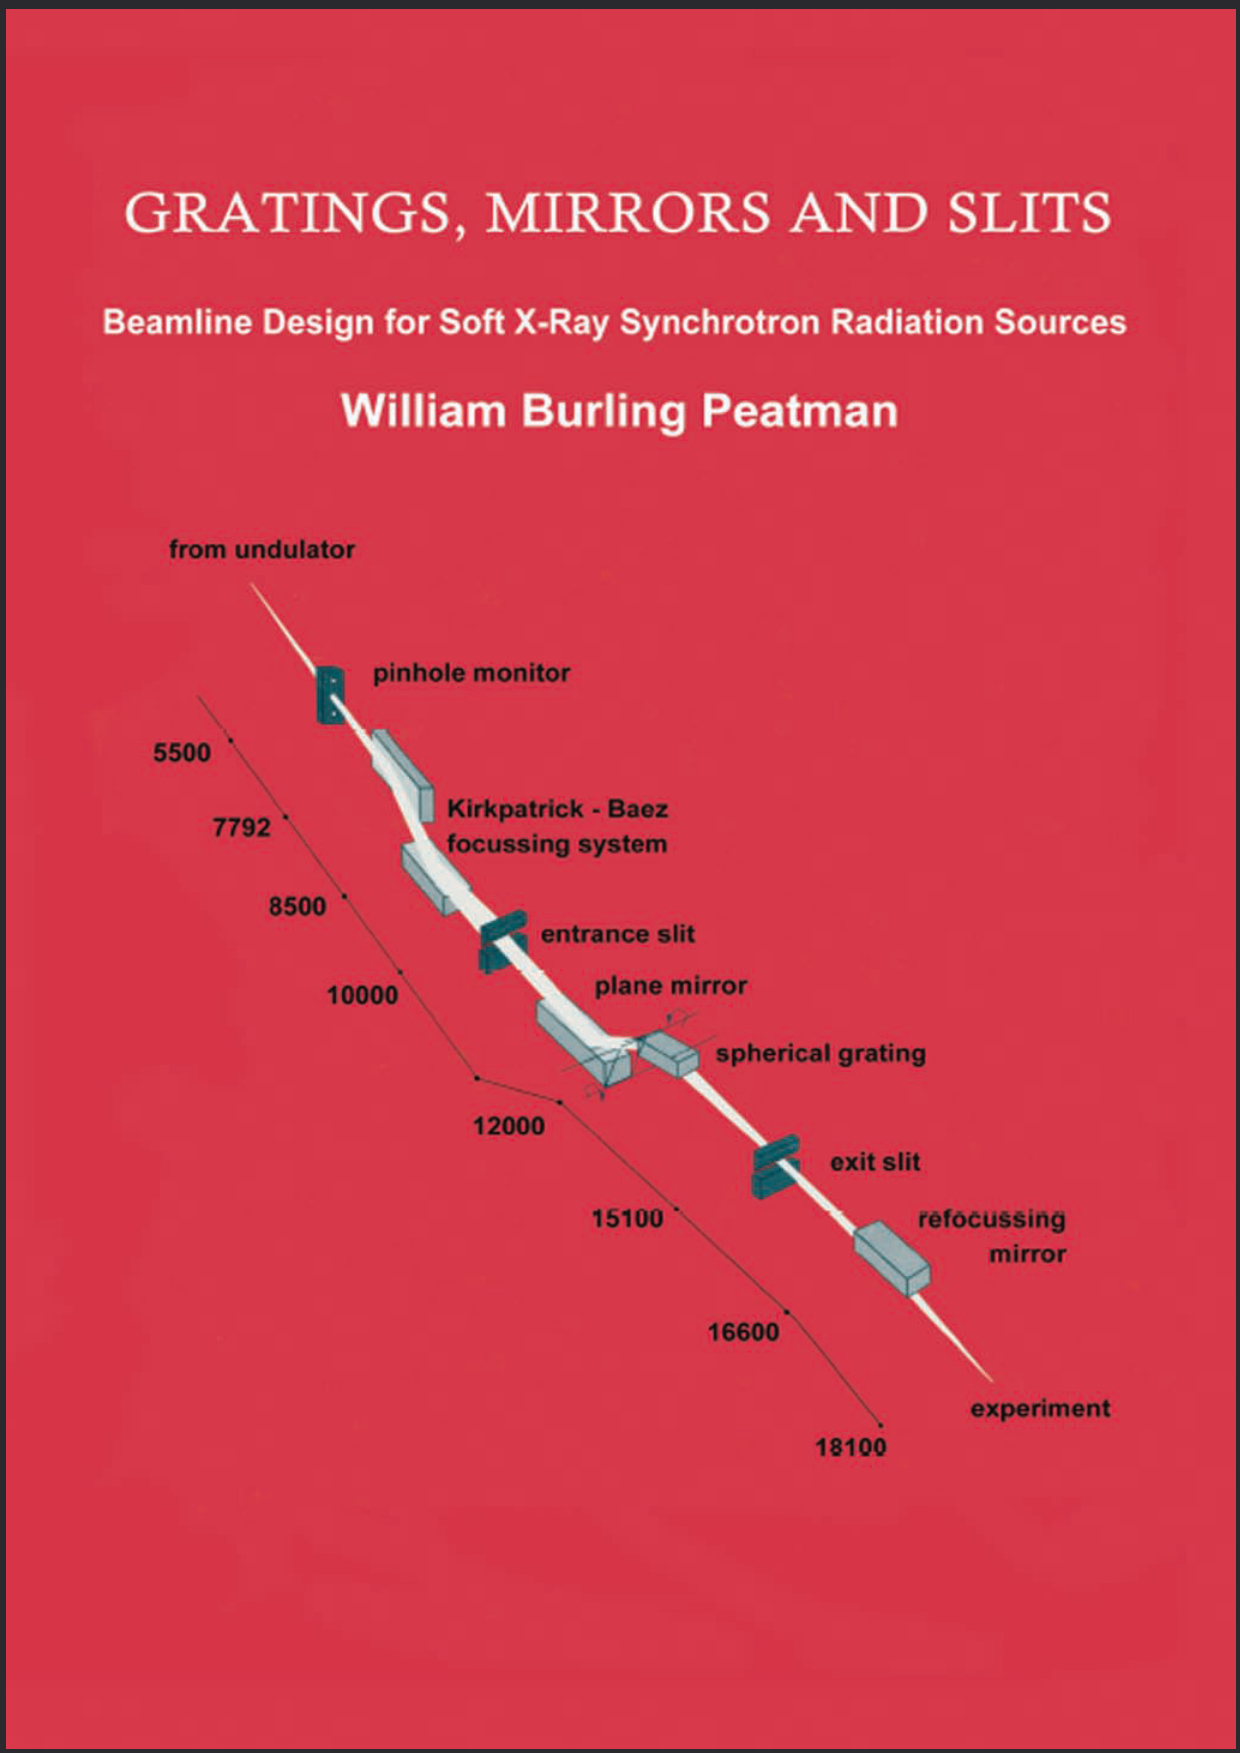 GRATINGS, MIRRORS AND SLITS
Beamline Design for Soft X-Ray Synchrotron Radiation Sources
William Burling Peatman
from undulator
pinhole monitor
5500
7792
Kirkpatrick - Baez
focussing system
8500
entrance slit
10000
plane mirror
spherical grating
12000
exit slit
15100
refocussing
mirror
16600
experiment
18100